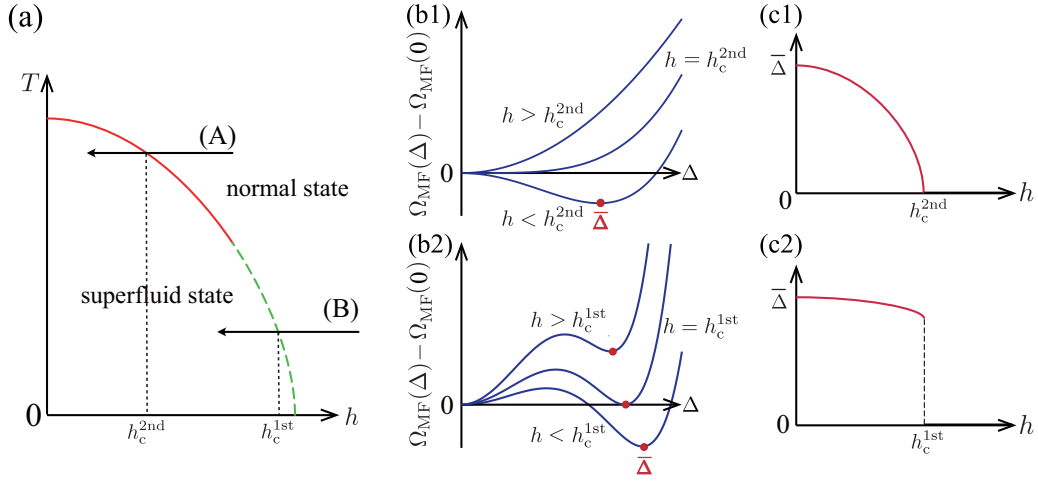 (a)
T
(A)
normal state
superfluid state
(B)
0
h_c^{2nd}
h_c^{1st}
h
(b1)
Ω_MF(Δ) − Ω_MF(0)
h = h_c^{2nd}
h > h_c^{2nd}
0
Δ
h < h_c^{2nd}
Δ̅
(b2)
Ω_MF(Δ) − Ω_MF(0)
h > h_c^{1st}
h = h_c^{1st}
0
Δ
h < h_c^{1st}
Δ̅
(c1)
Δ̅
0
h_c^{2nd}
h
(c2)
Δ̅
0
h_c^{1st}
h